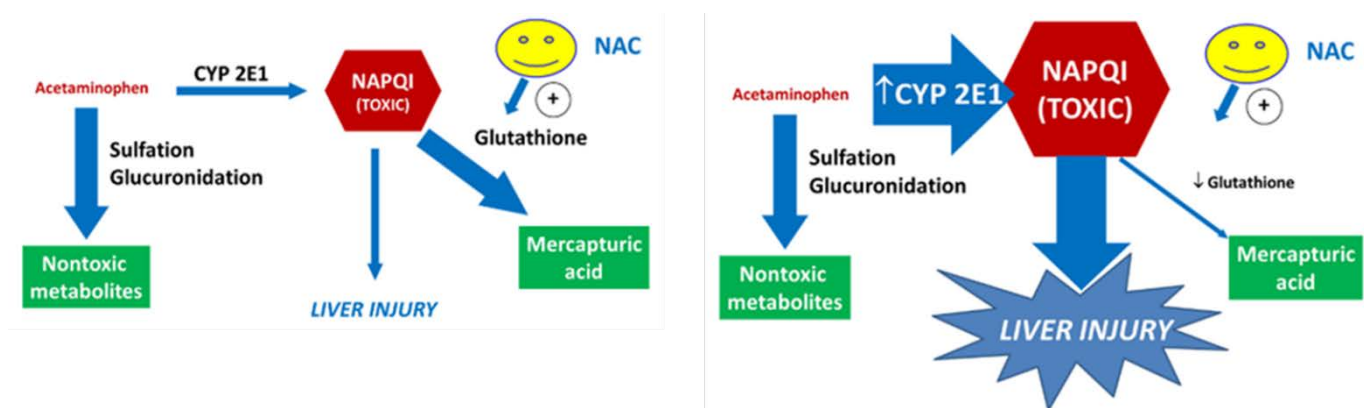 NAC
CYP 2E1
NAPQI
(TOXIC)
Acetaminophen
+
Glutathione
Sulfation
Glucuronidation
Mercapturic
acid
Nontoxic
metabolites
LIVER INJURY
NAPQI
(TOXIC)
NAC
↑CYP 2E1
Acetaminophen
+
Sulfation
Glucuronidation
↓ Glutathione
Mercapturic
acid
Nontoxic
metabolites
LIVER INJURY